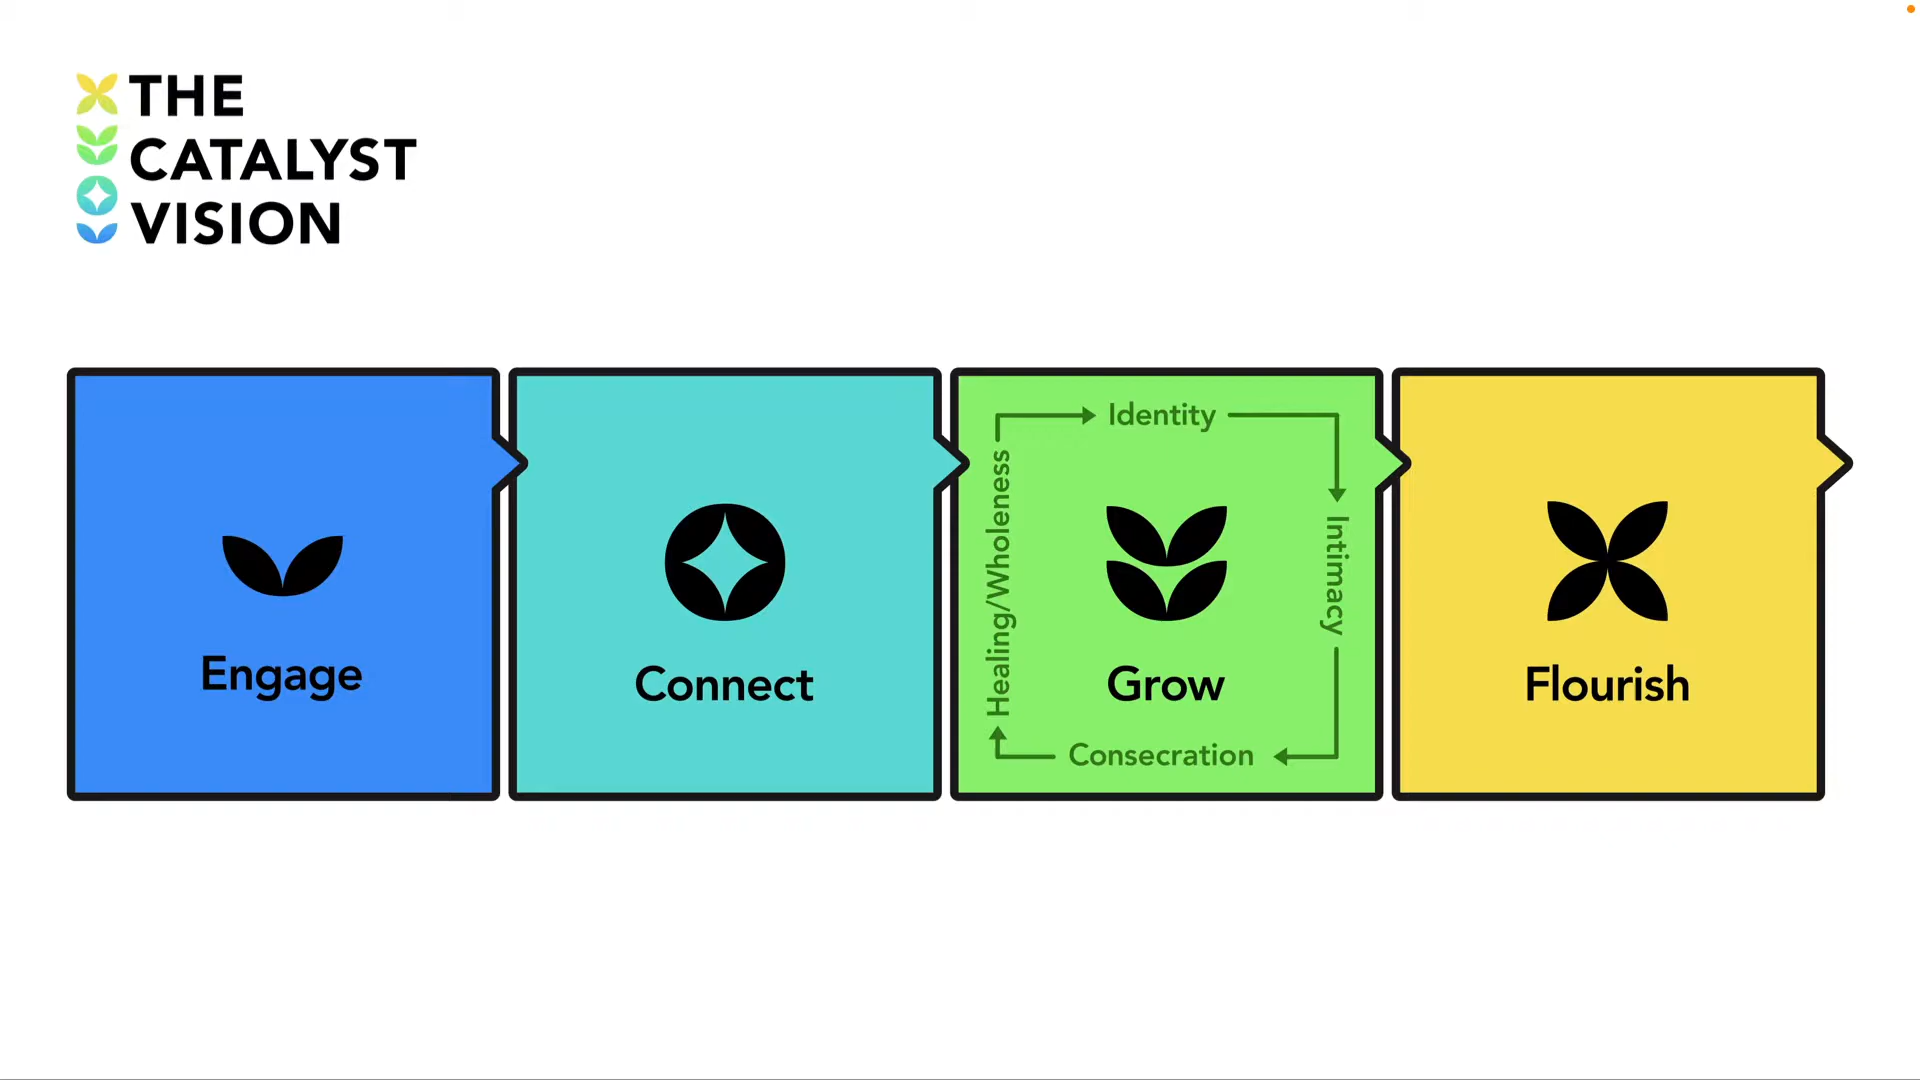 THE
CATALYST
VISION
Engage
Connect
Identity
Healing/Wholeness
Intimacy
Grow
Consecration
Flourish